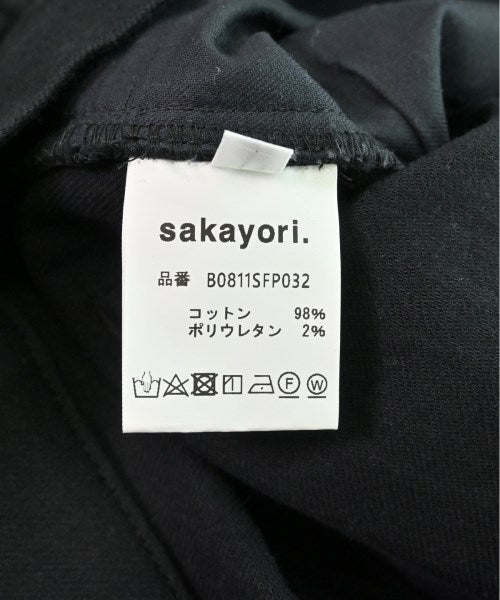 sakayori.
品番 B0811SFP032
コットン 98%
ポリウレタン 2%
F W